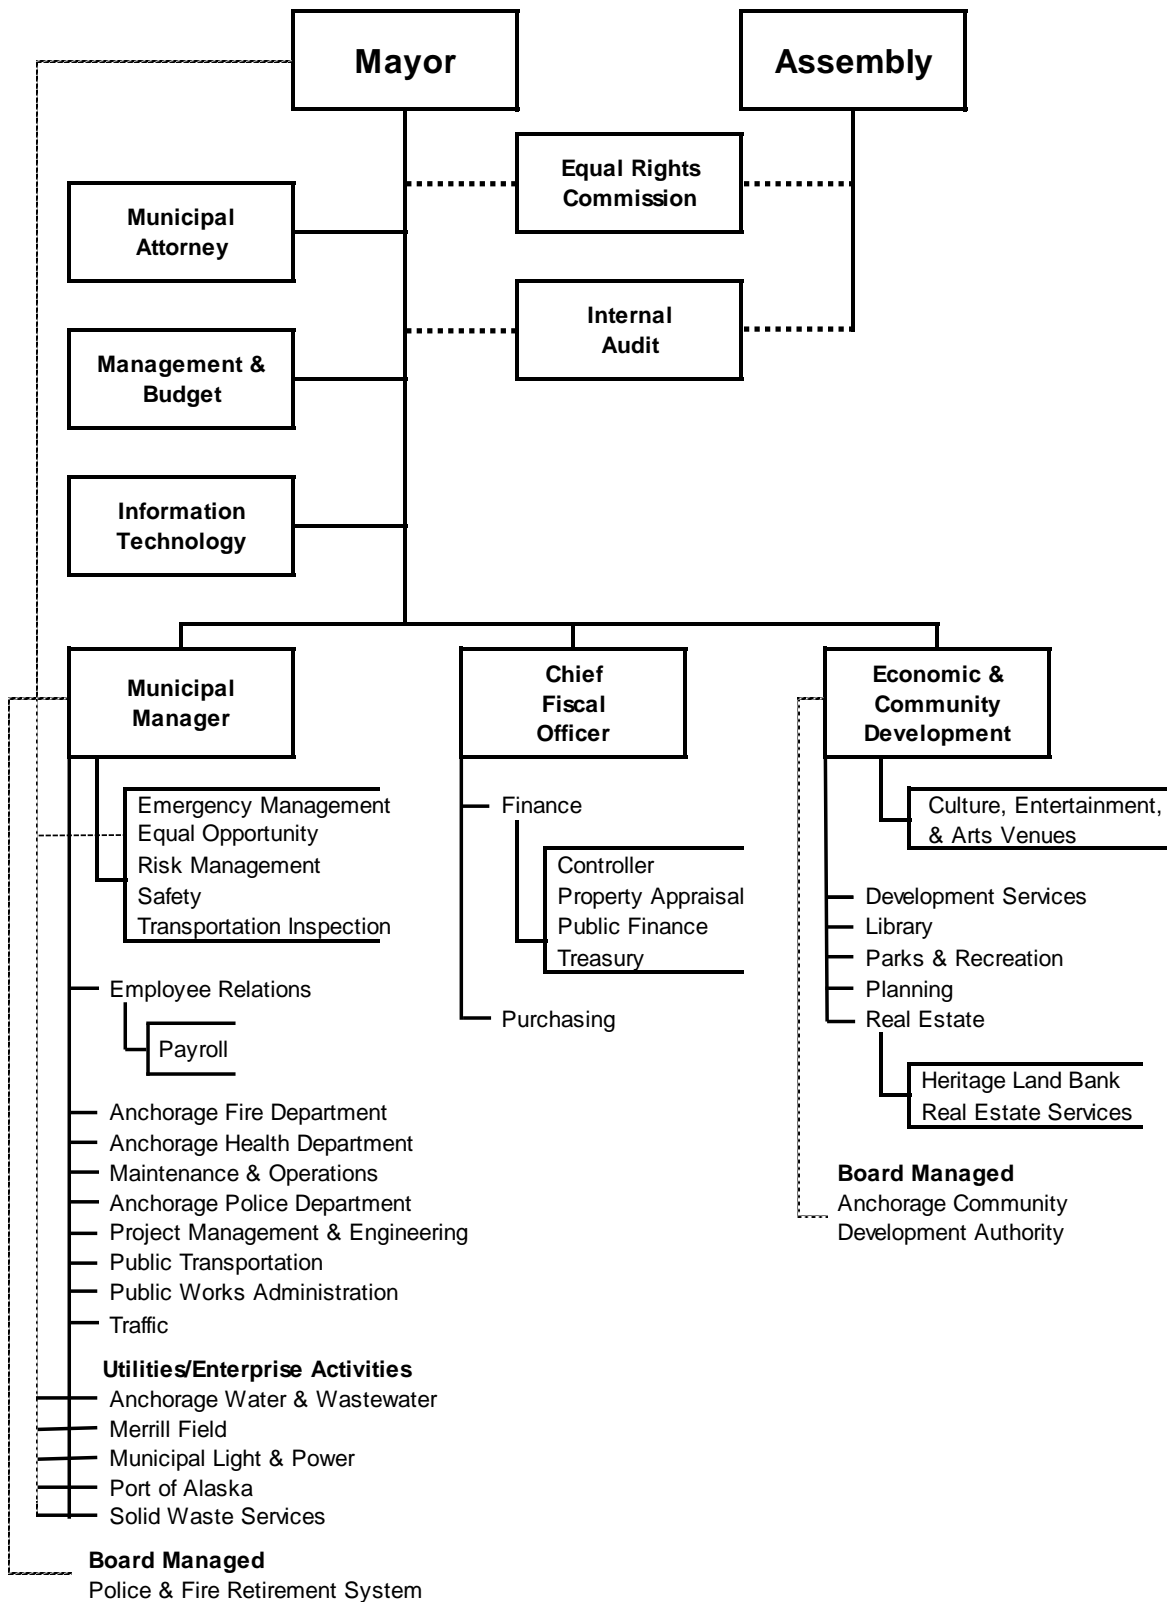 Mayor
Assembly
Equal Rights
Commission
Municipal
Attorney
Internal
Audit
Management &
Budget
Information
Technology
Municipal
Manager
Emergency Management
Equal Opportunity
Risk Management
Safety
Transportation Inspection
Employee Relations
Payroll
Anchorage Fire Department
Anchorage Health Department
Maintenance & Operations
Anchorage Police Department
Project Management & Engineering
Public Transportation
Public Works Administration
Traffic
Utilities/Enterprise Activities
Anchorage Water & Wastewater
Merrill Field
Municipal Light & Power
Port of Alaska
Solid Waste Services
Board Managed
Police & Fire Retirement System
Chief
Fiscal
Officer
Finance
Controller
Property Appraisal
Public Finance
Treasury
Purchasing
Economic &
Community
Development
Culture, Entertainment,
& Arts Venues
Development Services
Library
Parks & Recreation
Planning
Real Estate
Heritage Land Bank
Real Estate Services
Board Managed
Anchorage Community
Development Authority